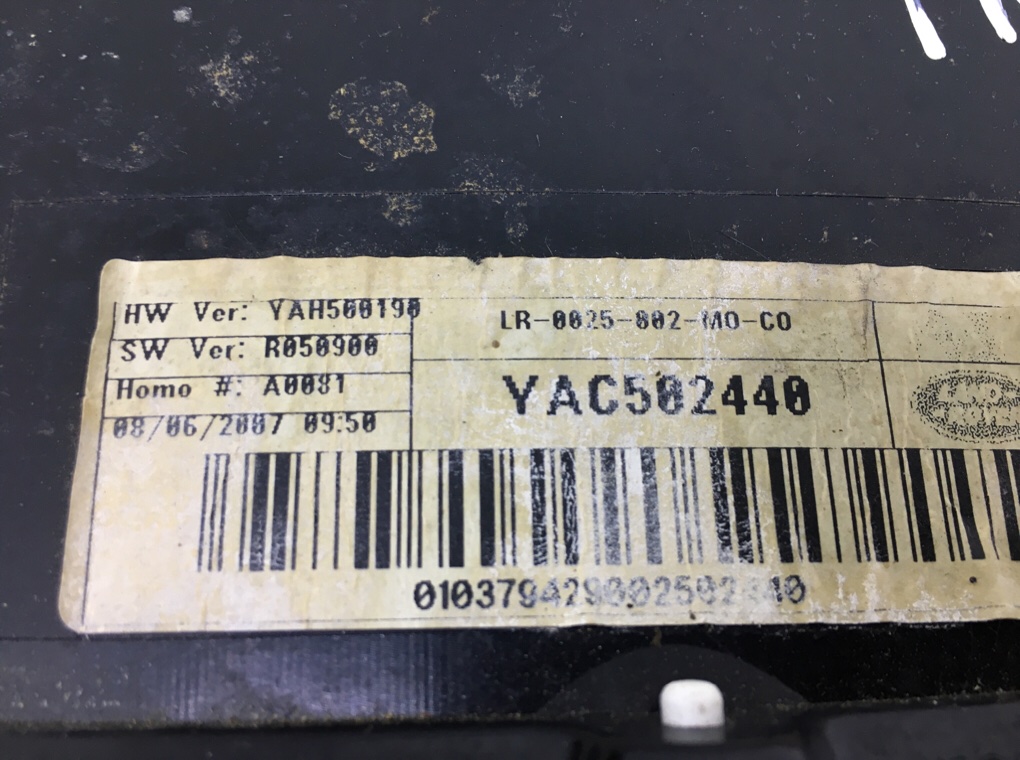 HW Ver: YAH500190
SW Ver: R050900
Homo #: A0081
08/06/2007 09:50
LR-0025-002-MO-CO
YAC502440